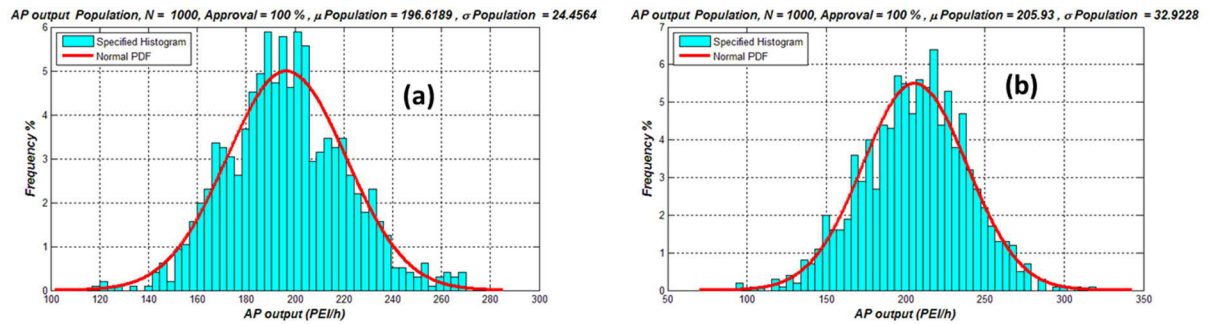 AP output Population, N = 1000, Approval = 100 % , μ Population = 196.6189 , σ Population = 24.4564
6
5
4
3
2
1
0
Frequency %
Specified Histogram
Normal PDF
(a)
100 120 140 160 180 200 220 240 260 280 300
AP output (PEI/h)
AP output Population, N = 1000, Approval = 100 % , μ Population = 205.93 , σ Population = 32.9228
7
6
5
4
3
2
1
0
Frequency %
Specified Histogram
Normal PDF
(b)
50 100 150 200 250 300 350
AP output (PEI/h)